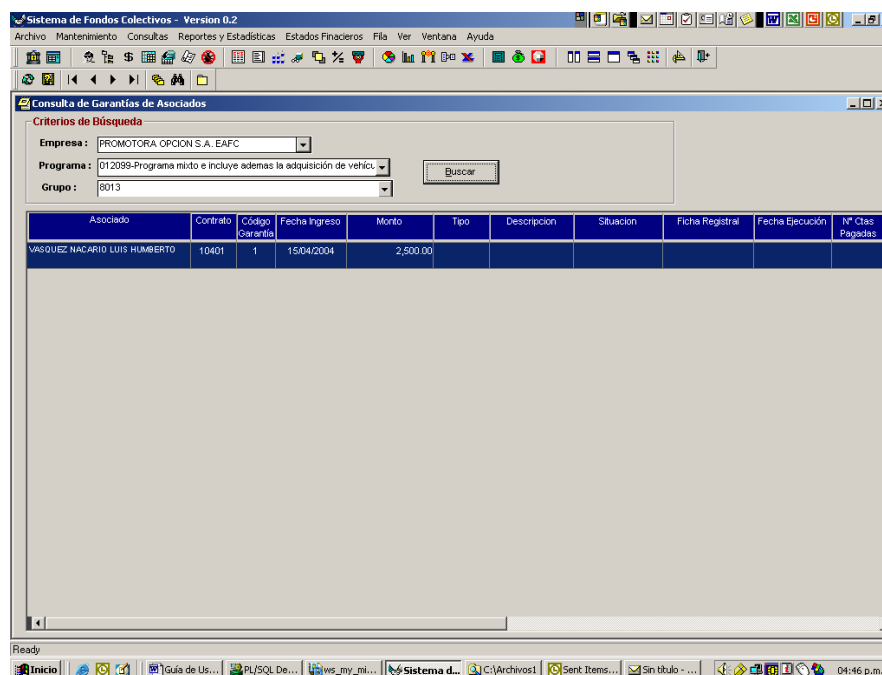 Sistema de Fondos Colectivos - Version 0.2
Archivo Mantenimiento Consultas Reportes y Estadísticas Estados Finacieros Fila Ver Ventana Ayuda
Consulta de Garantías de Asociados
Criterios de Búsqueda
Empresa : PROMOTORA OPCION S.A. EAFC
Programa : 012099-Programa mixto e incluye ademas la adquisición de vehícu
Buscar
Grupo : 8013
Asociado Contrato Código Garantía Fecha Ingreso Monto Tipo Descripcion Situacion Ficha Registral Fecha Ejecución Nº Ctas Pagadas
VASQUEZ NACARIO LUIS HUMBERTO 10401 1 15/04/2004 2,500.00
Ready
Inicio Guía de Us... PL/SQL De... ws_my_mi... Sistema d... C:\Archivos1 Sent Items... Sin título - ... 04:46 p.m.